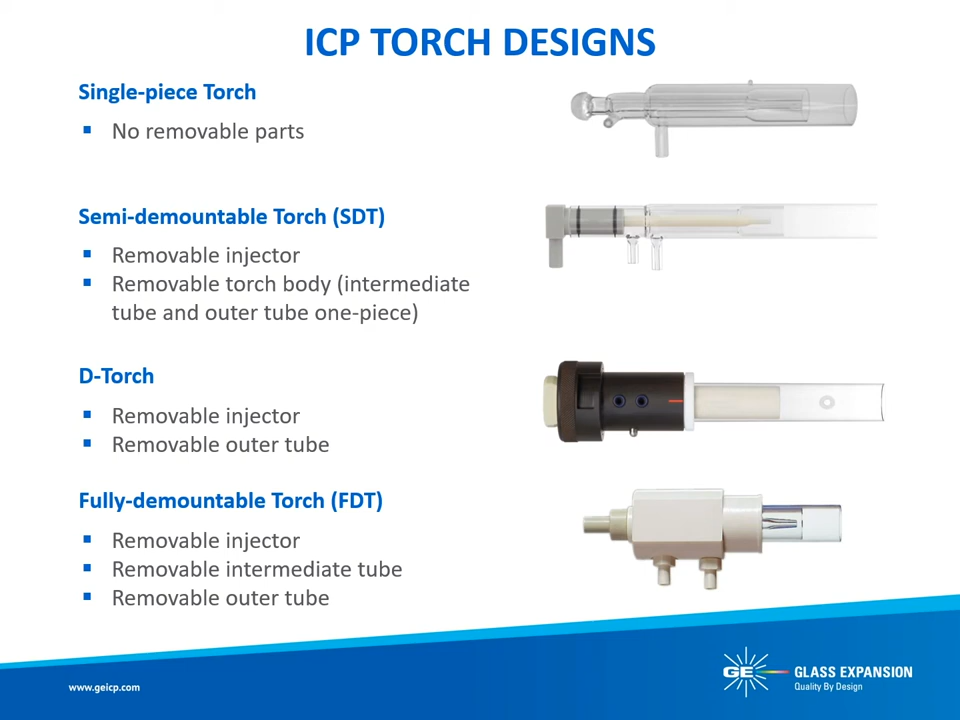 ICP TORCH DESIGNS
Single-piece Torch
▪ No removable parts
Semi-demountable Torch (SDT)
▪ Removable injector
▪ Removable torch body (intermediate
tube and outer tube one-piece)
D-Torch
▪ Removable injector
▪ Removable outer tube
Fully-demountable Torch (FDT)
▪ Removable injector
▪ Removable intermediate tube
▪ Removable outer tube
www.geicp.com
GE
GLASS EXPANSION
Quality By Design